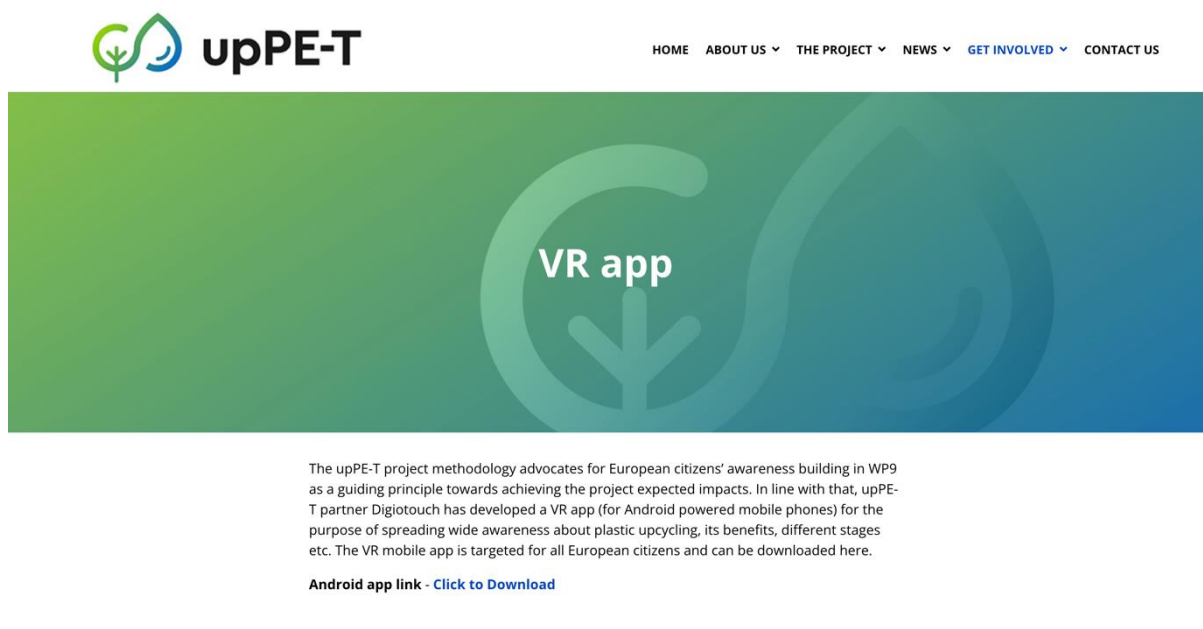 upPE-T
HOME ABOUT US THE PROJECT NEWS GET INVOLVED CONTACT US
VR app
The upPE-T project methodology advocates for European citizens’ awareness building in WP9
as a guiding principle towards achieving the project expected impacts. In line with that, upPE-
T partner Digiotouch has developed a VR app (for Android powered mobile phones) for the
purpose of spreading wide awareness about plastic upcycling, its benefits, different stages
etc. The VR mobile app is targeted for all European citizens and can be downloaded here.
Android app link - Click to Download